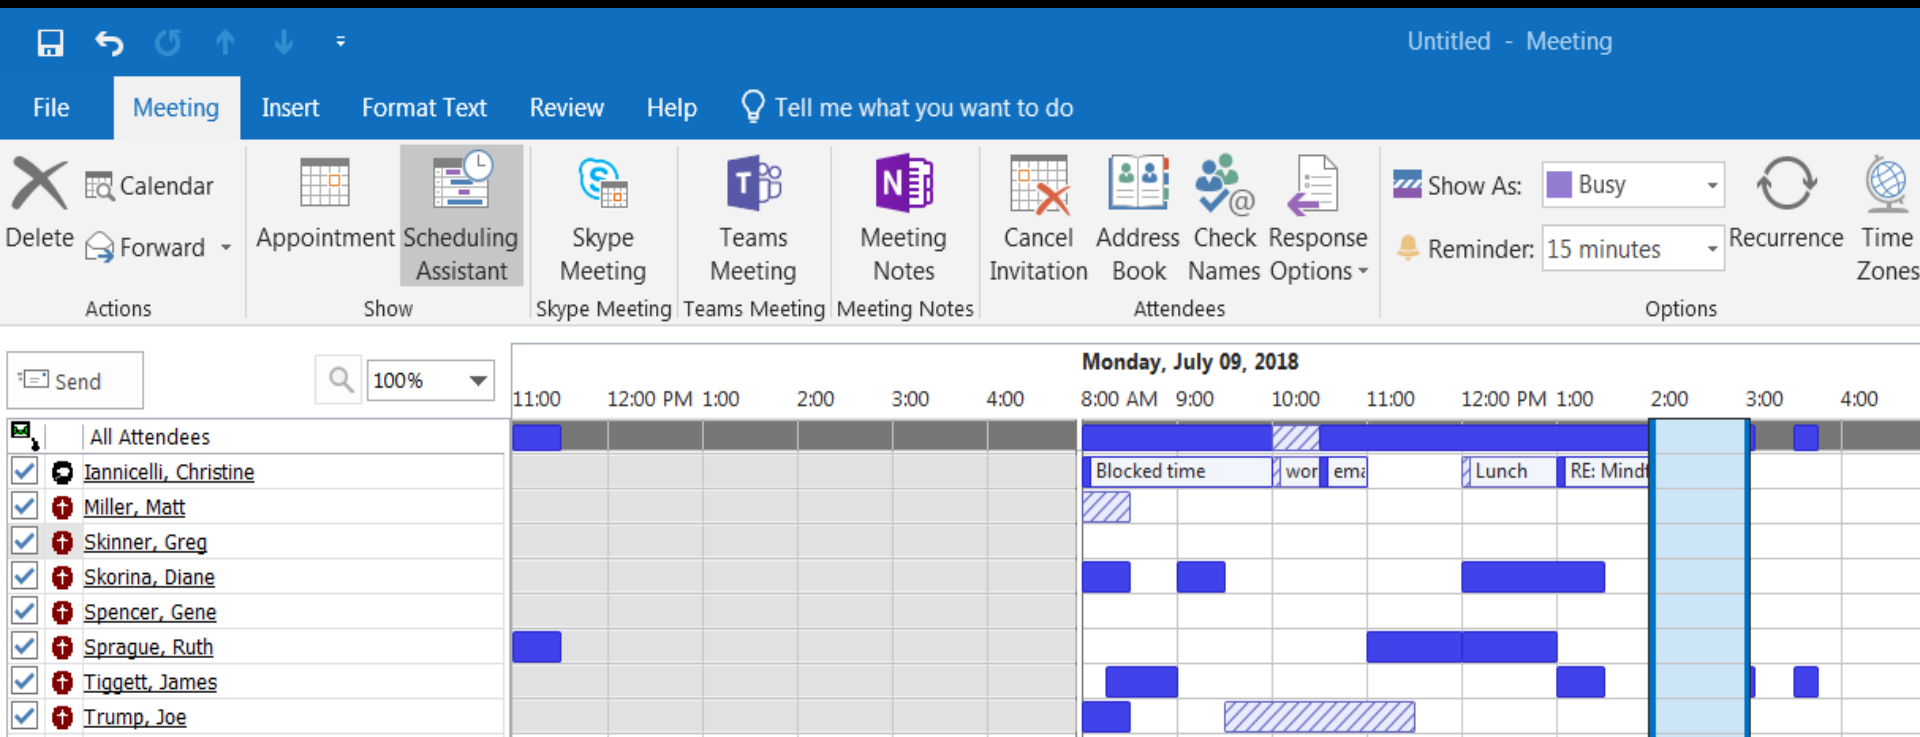 Untitled - Meeting
File Meeting Insert Format Text Review Help Tell me what you want to do
Calendar
Delete Forward
Appointment Scheduling Assistant
Skype Meeting
Teams Meeting
Meeting Notes
Cancel Invitation
Address Book
Check Names
Response Options
Show As: Busy
Reminder: 15 minutes
Recurrence
Time Zones
Actions Show Skype Meeting Teams Meeting Meeting Notes Attendees Options
Send 100%
Monday, July 09, 2018
11:00 12:00 PM 1:00 2:00 3:00 4:00 8:00 AM 9:00 10:00 11:00 12:00 PM 1:00 2:00 3:00 4:00
All Attendees
Iannicelli, Christine Blocked time wor ema Lunch RE: Mindf
Miller, Matt
Skinner, Greg
Skorina, Diane
Spencer, Gene
Sprague, Ruth
Tiggett, James
Trump, Joe